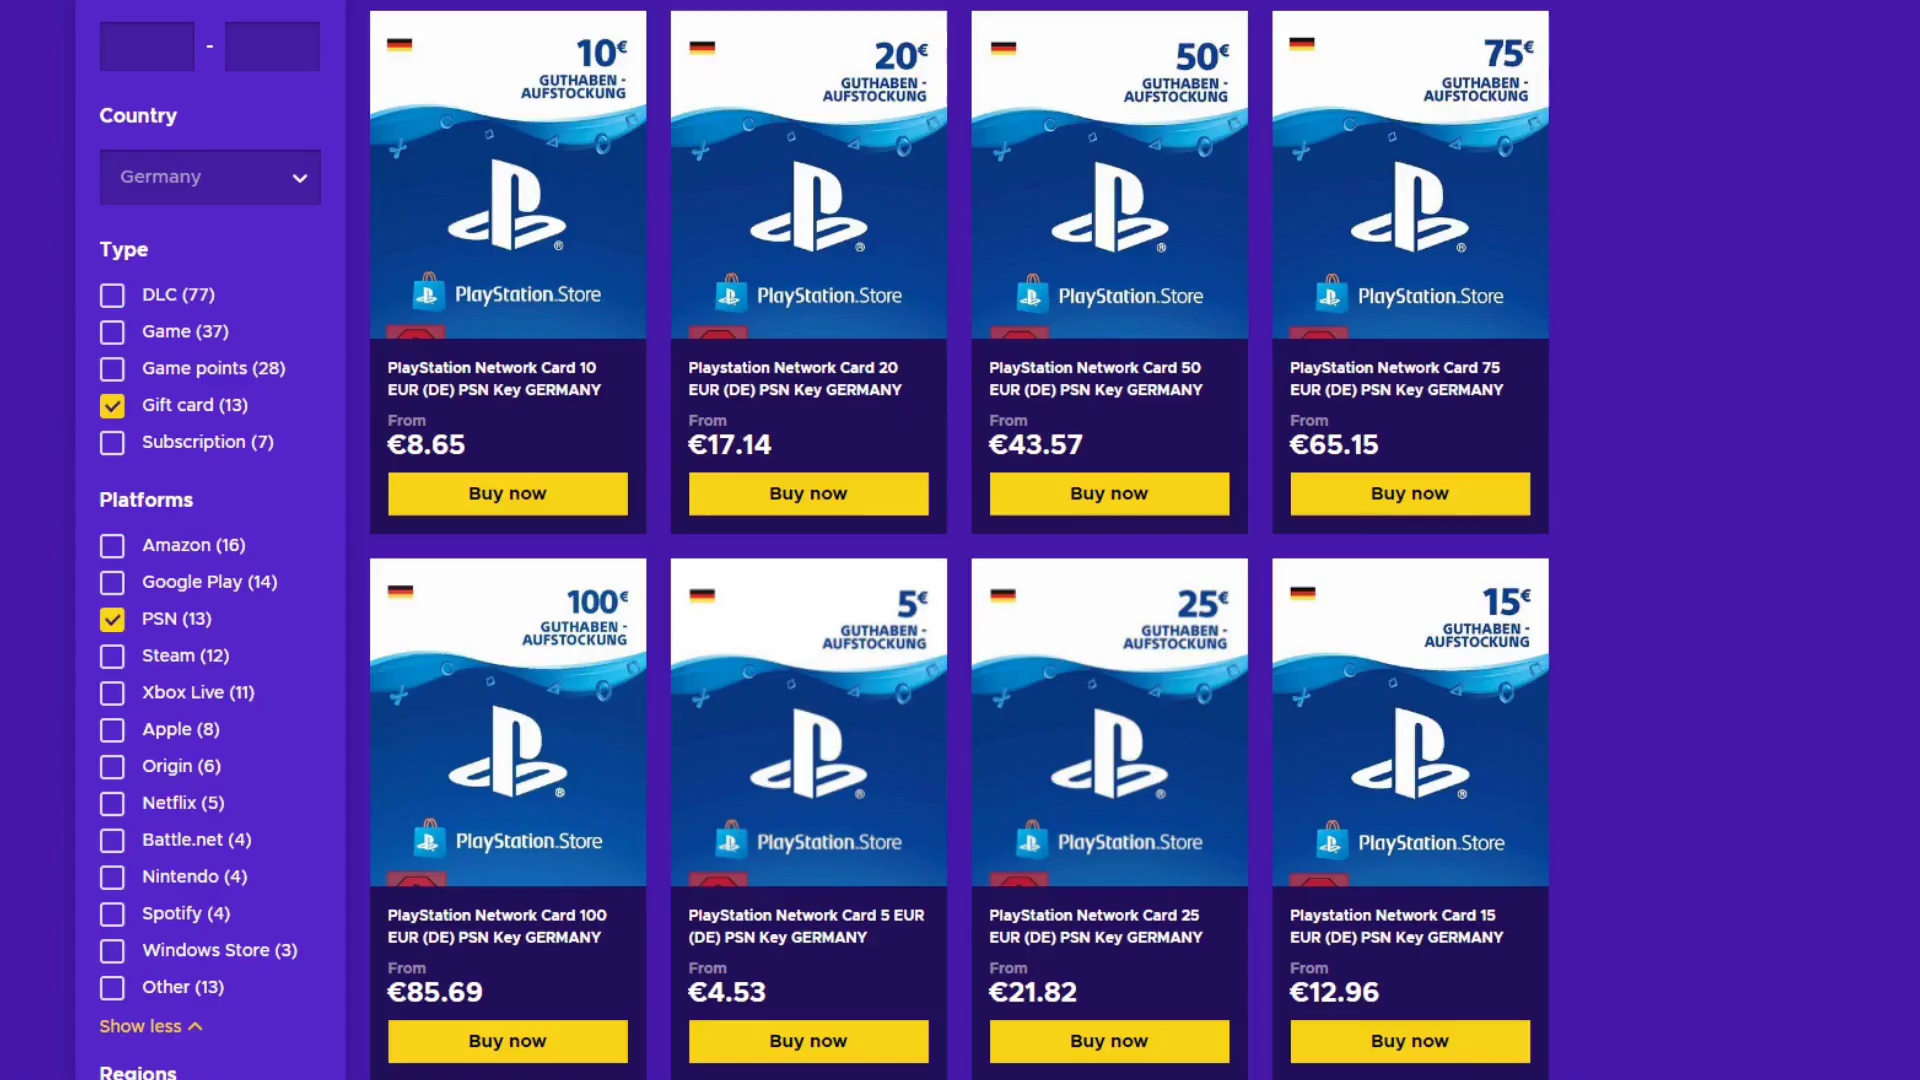 -
Country
Germany
Type
DLC (77)
Game (37)
Game points (28)
Gift card (13)
Subscription (7)
Platforms
Amazon (16)
Google Play (14)
PSN (13)
Steam (12)
Xbox Live (11)
Apple (8)
Origin (6)
Netflix (5)
Battle.net (4)
Nintendo (4)
Spotify (4)
Windows Store (3)
Other (13)
Show less
Regions
10€
GUTHABEN -
AUFSTOCKUNG
PlayStation.Store
PlayStation Network Card 10
EUR (DE) PSN Key GERMANY
From
€8.65
Buy now
20€
GUTHABEN -
AUFSTOCKUNG
PlayStation.Store
Playstation Network Card 20
EUR (DE) PSN Key GERMANY
From
€17.14
Buy now
50€
GUTHABEN -
AUFSTOCKUNG
PlayStation.Store
PlayStation Network Card 50
EUR (DE) PSN Key GERMANY
From
€43.57
Buy now
75€
GUTHABEN -
AUFSTOCKUNG
PlayStation.Store
PlayStation Network Card 75
EUR (DE) PSN Key GERMANY
From
€65.15
Buy now
100€
GUTHABEN -
AUFSTOCKUNG
PlayStation.Store
PlayStation Network Card 100
EUR (DE) PSN Key GERMANY
From
€85.69
Buy now
5€
GUTHABEN -
AUFSTOCKUNG
PlayStation.Store
PlayStation Network Card 5 EUR
(DE) PSN Key GERMANY
From
€4.53
Buy now
25€
GUTHABEN -
AUFSTOCKUNG
PlayStation.Store
PlayStation Network Card 25
EUR (DE) PSN Key GERMANY
From
€21.82
Buy now
15€
GUTHABEN -
AUFSTOCKUNG
PlayStation.Store
Playstation Network Card 15
EUR (DE) PSN Key GERMANY
From
€12.96
Buy now